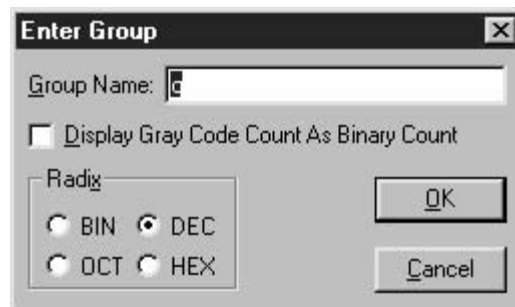 Enter Group
Group Name: c
Display Gray Code Count As Binary Count
Radix
BIN DEC
OK
OCT HEX
Cancel